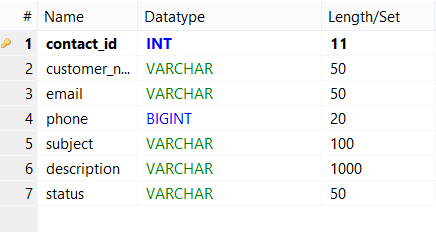 # Name Datatype Length/Set
1 contact_id INT 11
2 customer_n... VARCHAR 50
3 email VARCHAR 50
4 phone BIGINT 20
5 subject VARCHAR 100
6 description VARCHAR 1000
7 status VARCHAR 50